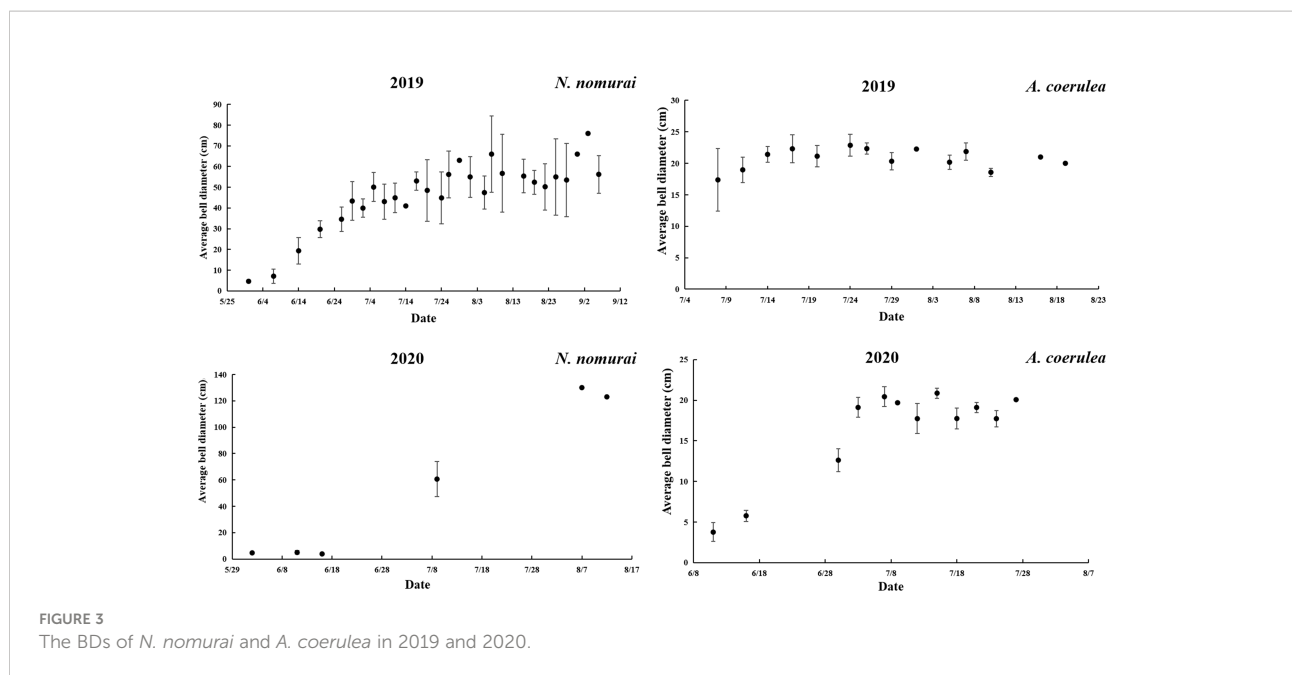 2019 N. nomurai
Average bell diameter (cm)
90
80
70
60
50
40
30
20
10
0
5/25 6/4 6/14 6/24 7/4 7/14 7/24 8/3 8/13 8/23 9/2 9/12
Date
2019 A. coerulea
Average bell diameter (cm)
30
25
20
15
10
5
0
7/4 7/9 7/14 7/19 7/24 7/29 8/3 8/8 8/13 8/18 8/23
Date
2020 N. nomurai
Average bell diameter (cm)
140
120
100
80
60
40
20
0
5/29 6/8 6/18 6/28 7/8 7/18 7/28 8/7 8/17
Date
2020 A. coerulea
Average bell diameter (cm)
25
20
15
10
5
0
6/8 6/18 6/28 7/8 7/18 7/28 8/7
Date
FIGURE 3
The BDs of N. nomurai and A. coerulea in 2019 and 2020.